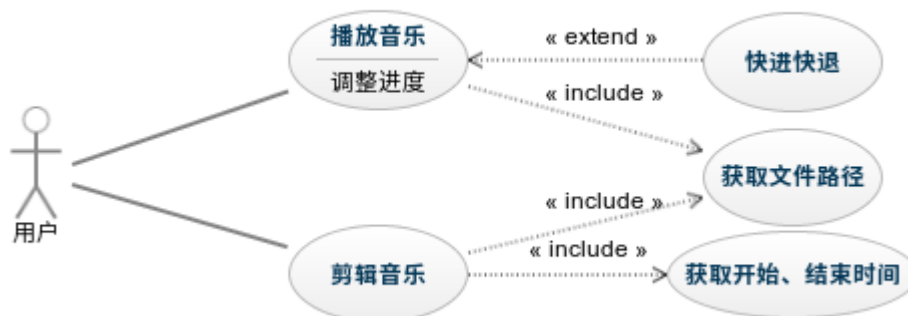 播放音乐
调整进度
« extend »
快进快退
« include »
获取文件路径
用户
« include »
« include »
剪辑音乐
获取开始、结束时间